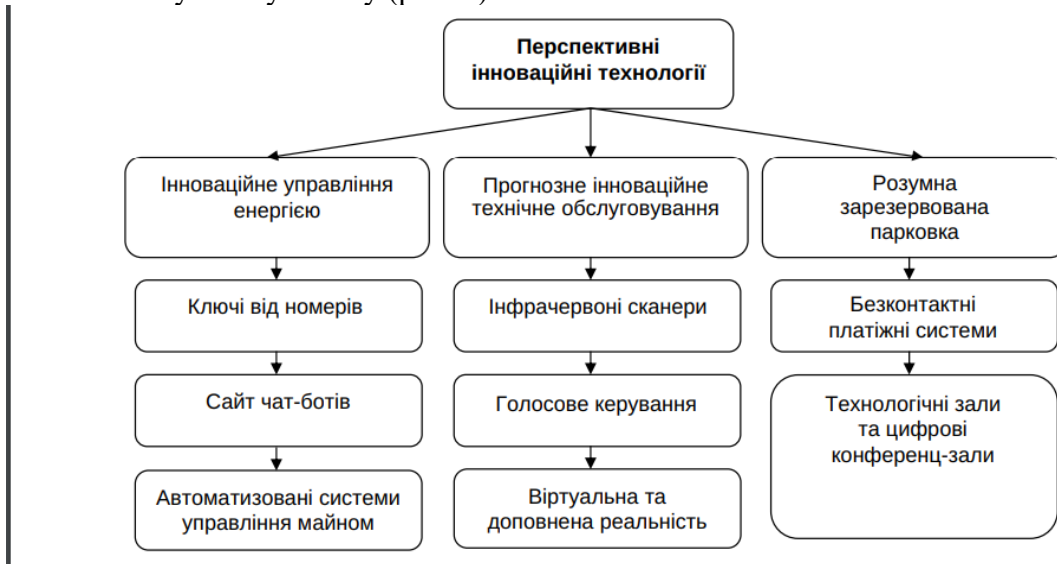 Перспективні
інноваційні технології
Інноваційне управління
енергією
Прогнозне інноваційне
технічне обслуговування
Розумна
зарезервована
парковка
Ключі від номерів
Інфрачервоні сканери
Безконтактні
платіжні системи
Сайт чат-ботів
Голосове керування
Технологічні зали
та цифрові
конференц-зали
Автоматизовані системи
управління майном
Віртуальна та
доповнена реальність